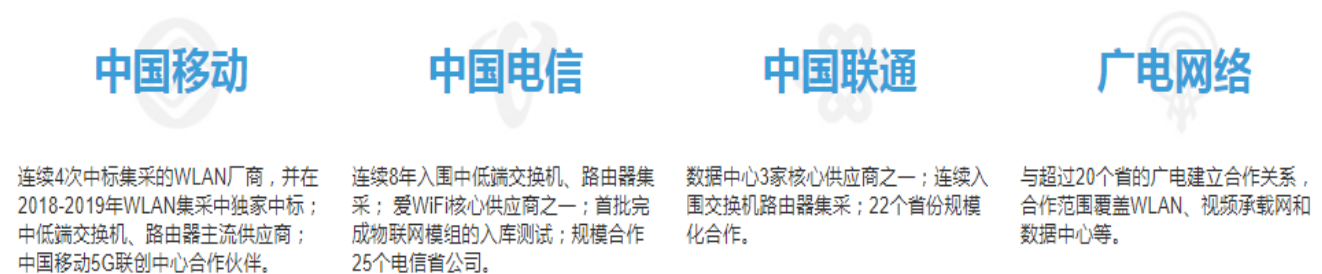 中国移动
连续4次中标集采的WLAN厂商，并在
2018-2019年WLAN集采中独家中标；
中低端交换机、路由器主流供应商；
中国移动5G联创中心合作伙伴。
中国电信
连续8年入围中低端交换机、路由器集
采； 爱WiFi核心供应商之一；首批完
成物联网模组的入库测试；规模合作
25个电信省公司。
中国联通
数据中心3家核心供应商之一；连续入
围交换机路由器集采；22个省份规模
化合作。
广电网络
与超过20个省的广电建立合作关系，
合作范围覆盖WLAN、视频承载网和
数据中心等。